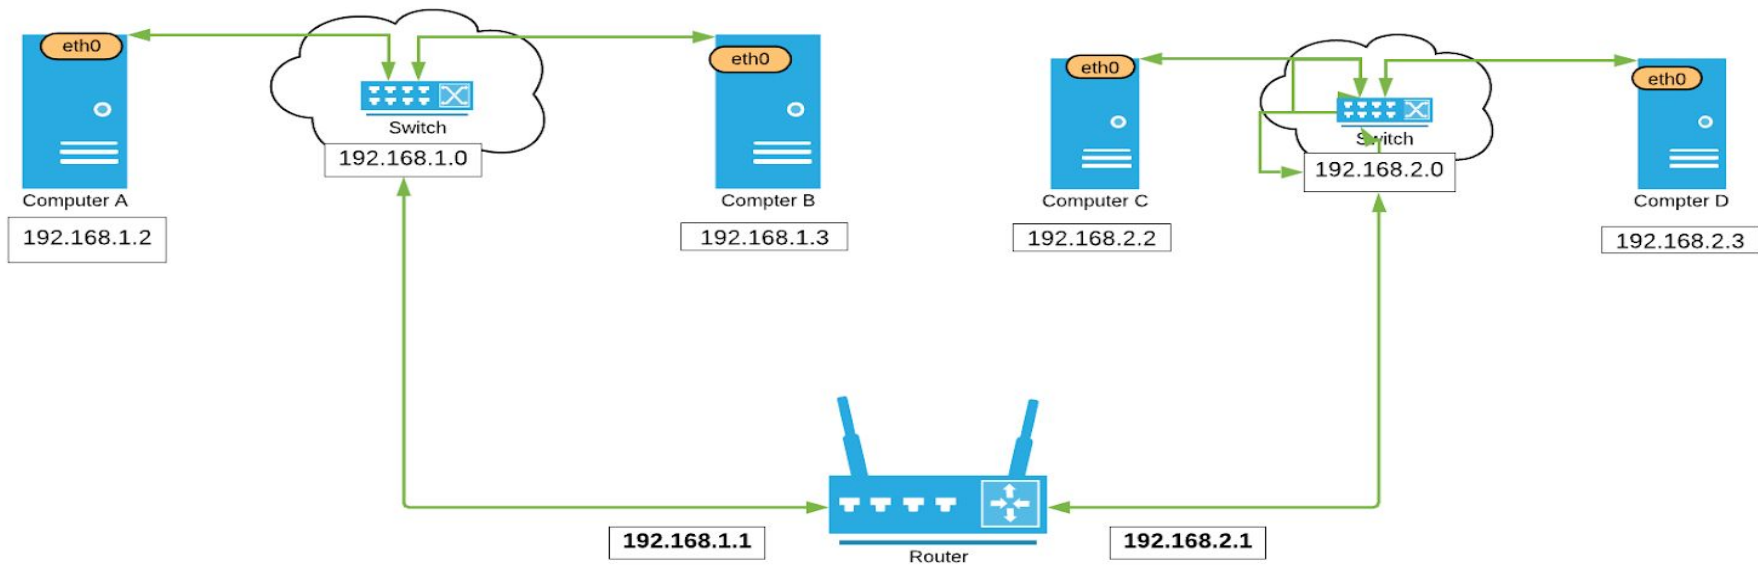 eth0
eth0
Switch
192.168.1.0
Computer A
192.168.1.2
Compter B
192.168.1.3
eth0
eth0
Switch
192.168.2.0
Computer C
192.168.2.2
Compter D
192.168.2.3
192.168.1.1
Router
192.168.2.1